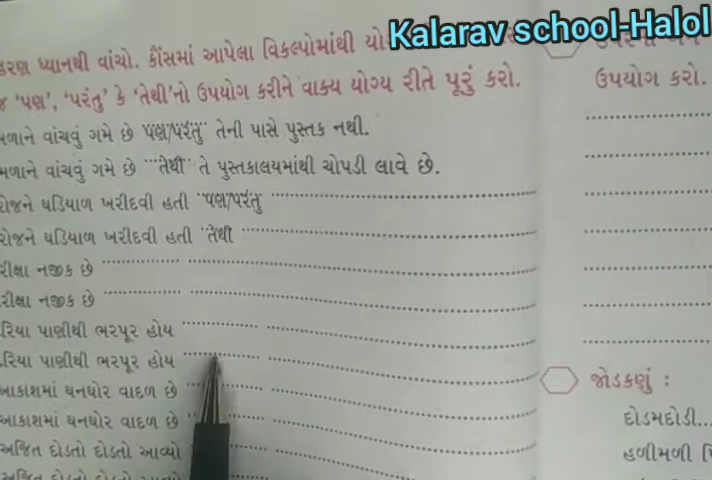 Kalarav school-Halol
કરણ ધ્યાનથી વાંચો. કૌંસમાં આપેલા વિકલ્પોમાંથી
'પણ', 'પરંતુ' કે 'તેથી'નો ઉપયોગ કરીને વાક્ય યોગ્ય રીતે પૂરું કરો.
મળાને વાંચવું ગમે છે પણ/પરંતુ તેની પાસે પુસ્તક નથી.
મળાને વાંચવું ગમે છે તેથી તે પુસ્તકાલયમાંથી ચોપડી લાવે છે.
રોજને ઘડિયાળ ખરીદવી હતી પણ/પરંતુ
રોજને ઘડિયાળ ખરીદવી હતી તેથી
રીક્ષા નજીક છે
રીક્ષા નજીક છે
રિયા પાણીથી ભરપૂર હોય
રિયા પાણીથી ભરપૂર હોય
આકાશમાં ઘનઘોર વાદળ છે
આકાશમાં ઘનઘોર વાદળ છે
અજિત દોડતો દોડતો આવ્યો
ઉપયોગ કરો.
જોડકણું :
દોડમદોડી...
હળીમળી